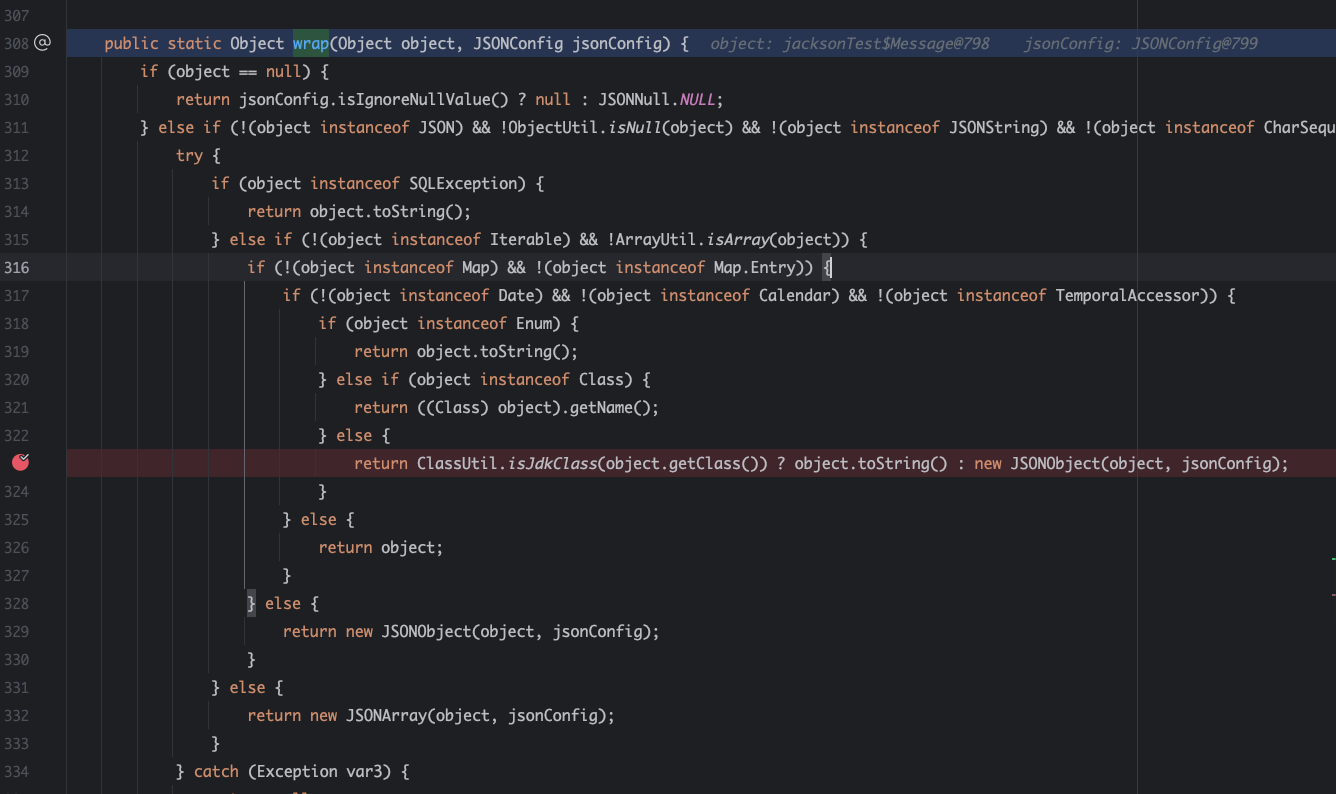 307
308 @ public static Object wrap(Object object, JSONConfig jsonConfig) { object: jacksonTest$Message@798 jsonConfig: JSONConfig@799
309 if (object == null) {
310 return jsonConfig.isIgnoreNullValue() ? null : JSONNull.NULL;
311 } else if (!(object instanceof JSON) && !ObjectUtil.isNull(object) && !(object instanceof JSONString) && !(object instanceof CharSequ
312 try {
313 if (object instanceof SQLException) {
314 return object.toString();
315 } else if (!(object instanceof Iterable) && !ArrayUtil.isArray(object)) {
316 if (!(object instanceof Map) && !(object instanceof Map.Entry)) {
317 if (!(object instanceof Date) && !(object instanceof Calendar) && !(object instanceof TemporalAccessor)) {
318 if (object instanceof Enum) {
319 return object.toString();
320 } else if (object instanceof Class) {
321 return ((Class) object).getName();
322 } else {
return ClassUtil.isJdkClass(object.getClass()) ? object.toString() : new JSONObject(object, jsonConfig);
324 }
325 } else {
326 return object;
327 }
328 } else {
329 return new JSONObject(object, jsonConfig);
330 }
331 } else {
332 return new JSONArray(object, jsonConfig);
333 }
334 } catch (Exception var3) {